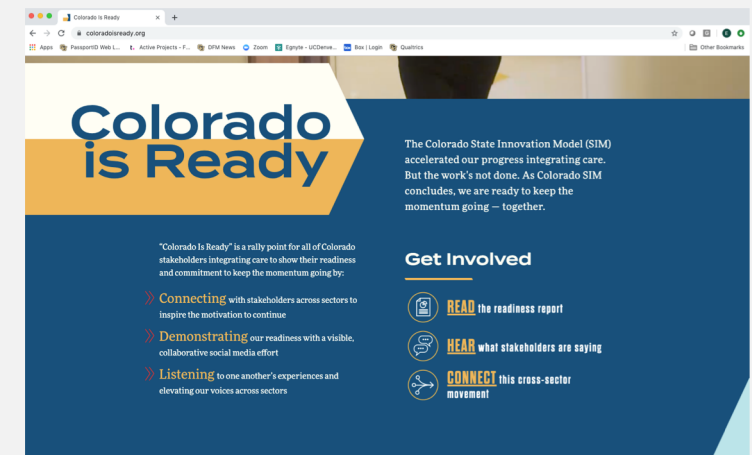 Colorado Is Ready
coloradoisready.org
Apps PassportID Web L... Active Projects - F... DFM News Zoom Egnyte - UCDenve... Box | Login Qualtrics Other Bookmarks
Colorado
is Ready
The Colorado State Innovation Model (SIM)
accelerated our progress integrating care.
But the work's not done. As Colorado SIM
concludes, we are ready to keep the
momentum going — together.
"Colorado Is Ready" is a rally point for all of Colorado
stakeholders integrating care to show their readiness
and commitment to keep the momentum going by:
Connecting with stakeholders across sectors to
inspire the motivation to continue
Demonstrating our readiness with a visible,
collaborative social media effort
Listening to one another's experiences and
elevating our voices across sectors
Get Involved
READ the readiness report
HEAR what stakeholders are saying
CONNECT this cross-sector
movement